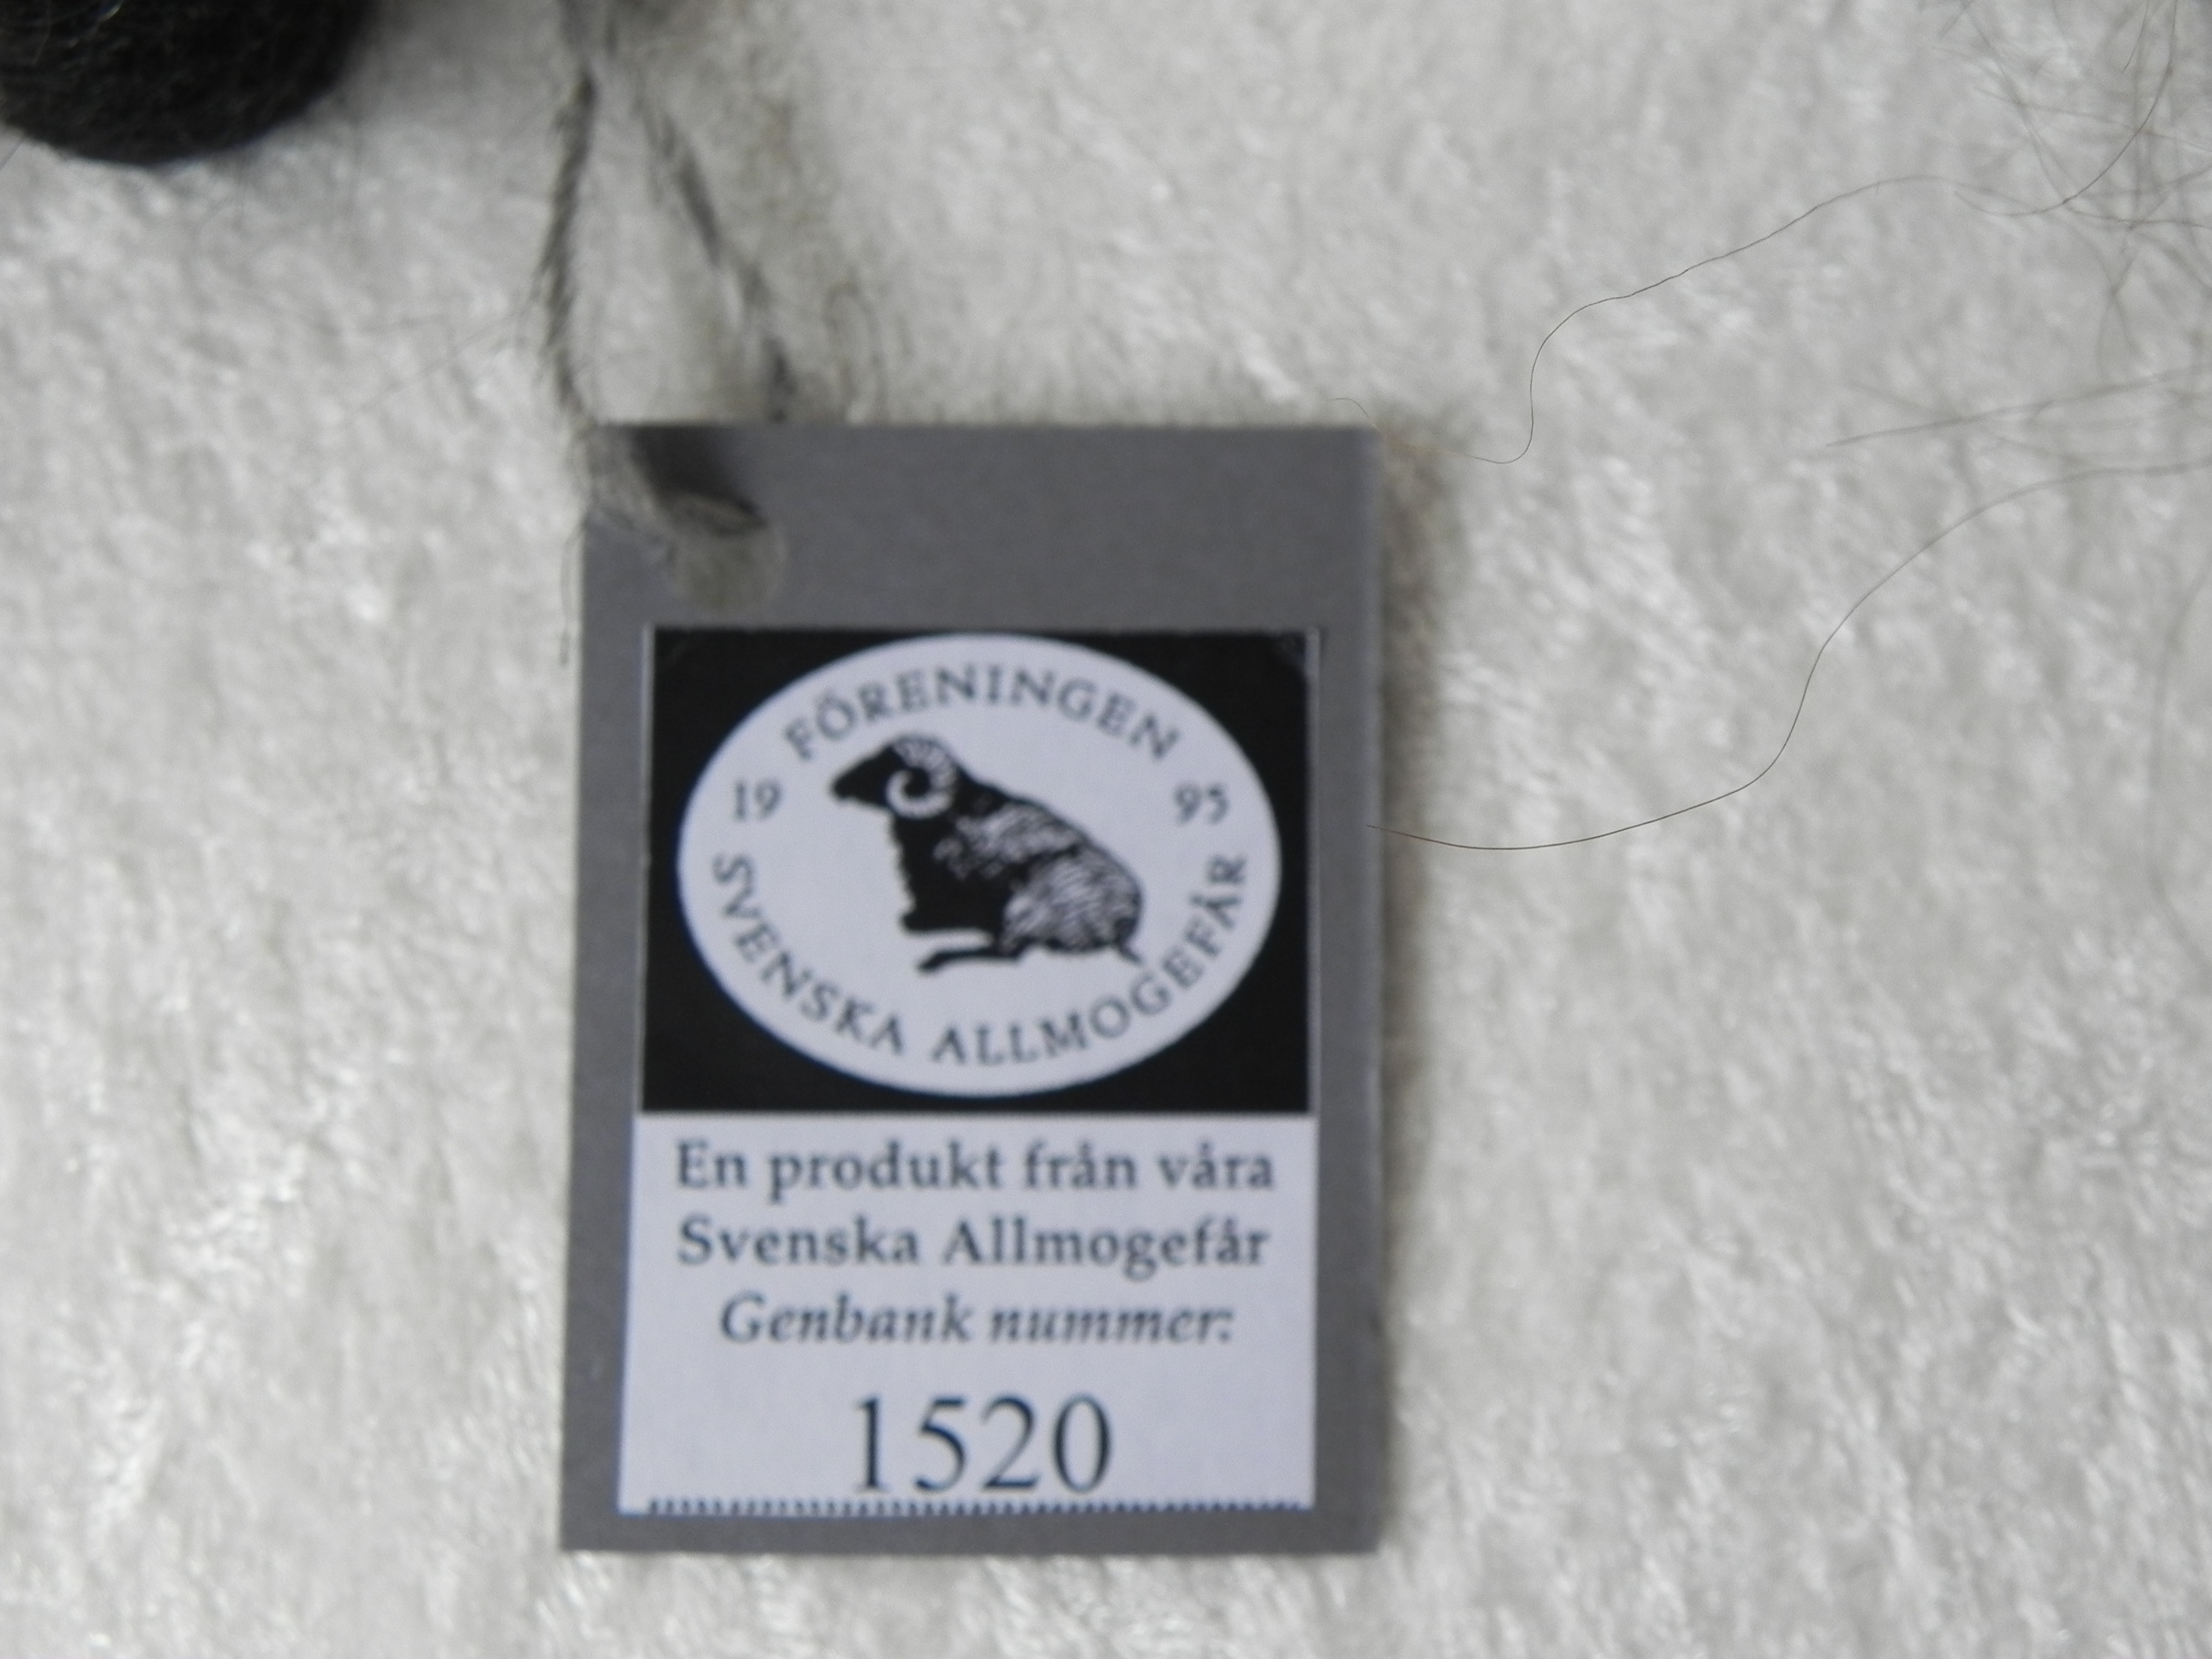 FÖRENINGEN
19 95
SVENSKA ALLMOGEFÅR
En produkt från våra
Svenska Allmogefår
Genbank nummer:
1520